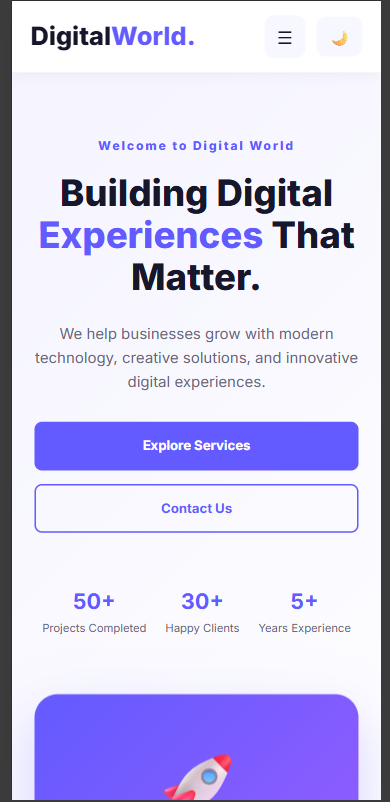 DigitalWorld.
Welcome to Digital World
Building Digital
Experiences That
Matter.
We help businesses grow with modern
technology, creative solutions, and innovative
digital experiences.
Explore Services
Contact Us
50+ 30+ 5+
Projects Completed Happy Clients Years Experience